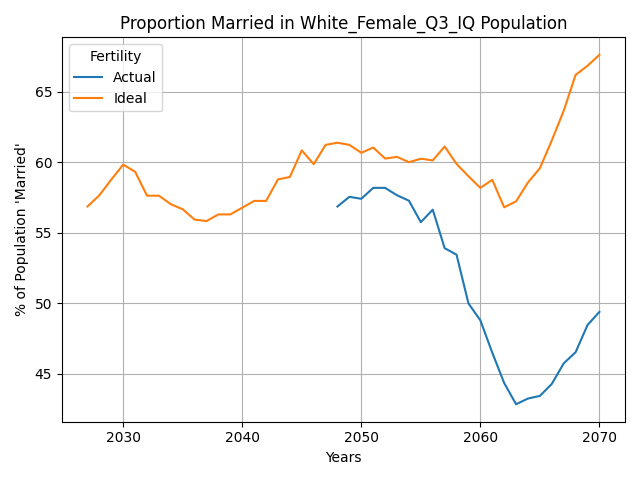 Proportion Married in White_Female_Q3_IQ Population
Fertility
Actual
Ideal
% of Population 'Married'
65
60
55
50
45
2030
2040
2050
2060
2070
Years